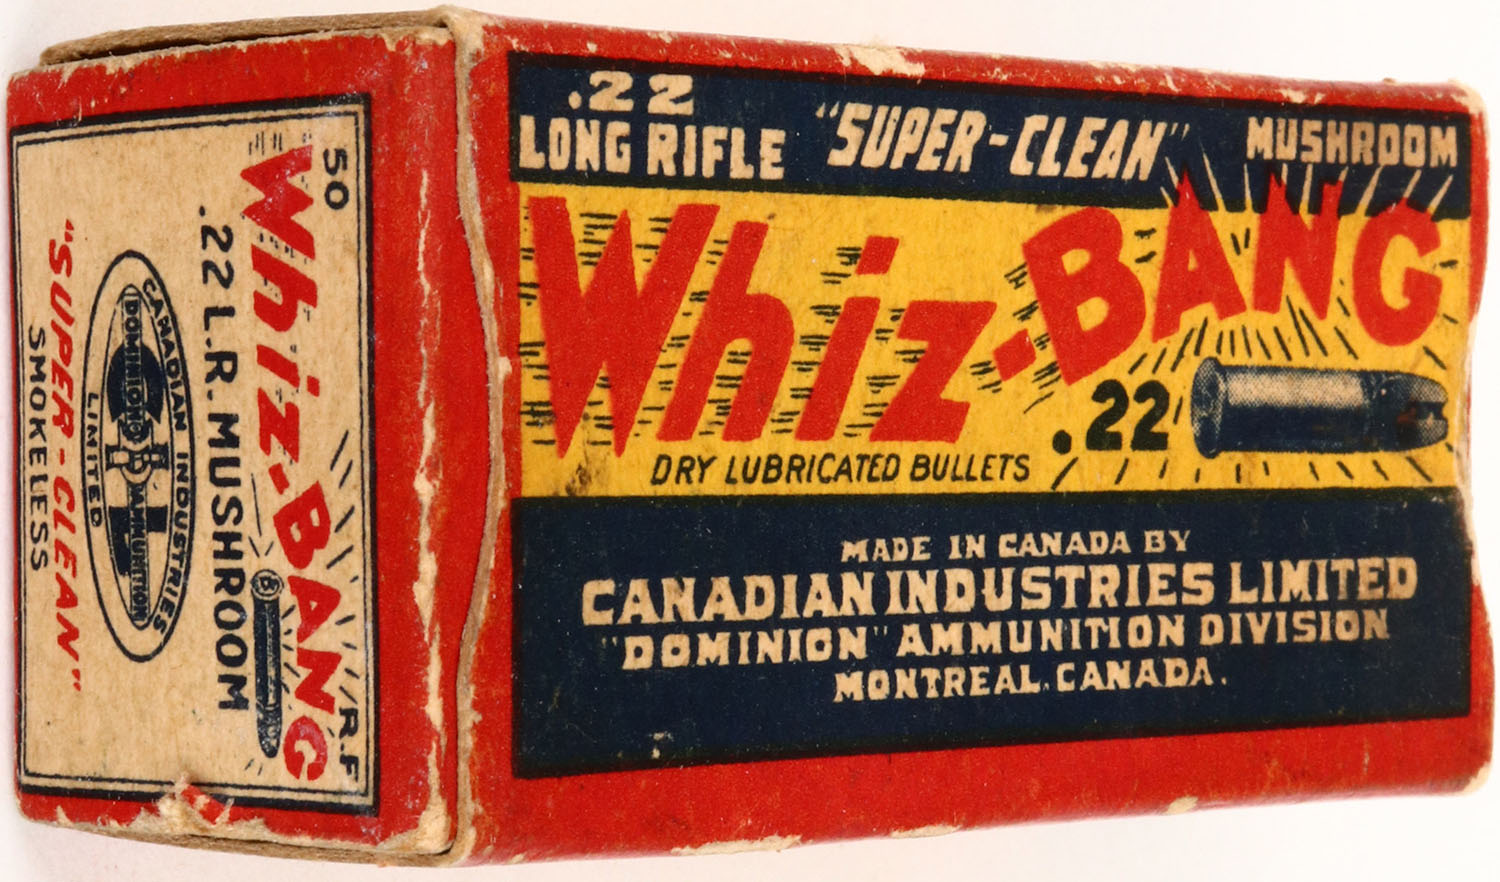 .22
LONG RIFLE
"SUPER-CLEAN"
MUSHROOM
Whiz-BANG
.22
DRY LUBRICATED BULLETS
MADE IN CANADA BY
CANADIAN INDUSTRIES LIMITED
"DOMINION" AMMUNITION DIVISION
MONTREAL, CANADA.
50
R.F
Whiz-BANG
.22 L.R. MUSHROOM
CANADIAN INDUSTRIES
DOMINION AMMUNITION
LIMITED
SMOKELESS
"SUPER-CLEAN"